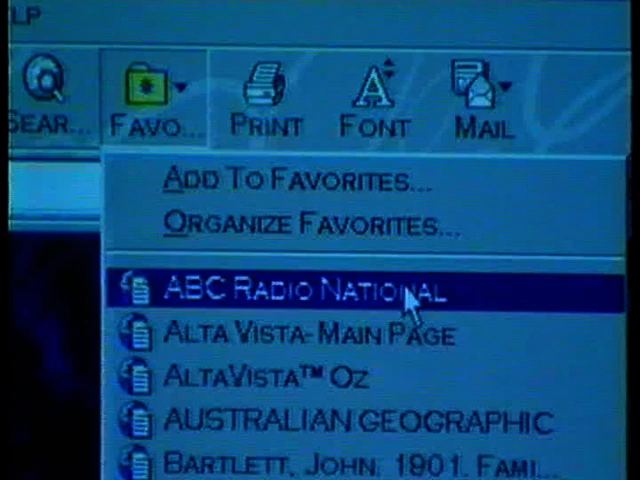 LP
SEAR... FAVO... PRINT FONT MAIL
ADD TO FAVORITES...
ORGANIZE FAVORITES...
ABC RADIO NATIONAL
ALTA VISTA- MAIN PAGE
ALTAVISTA™ OZ
AUSTRALIAN GEOGRAPHIC
BARTLETT, JOHN. 1901. FAMI...